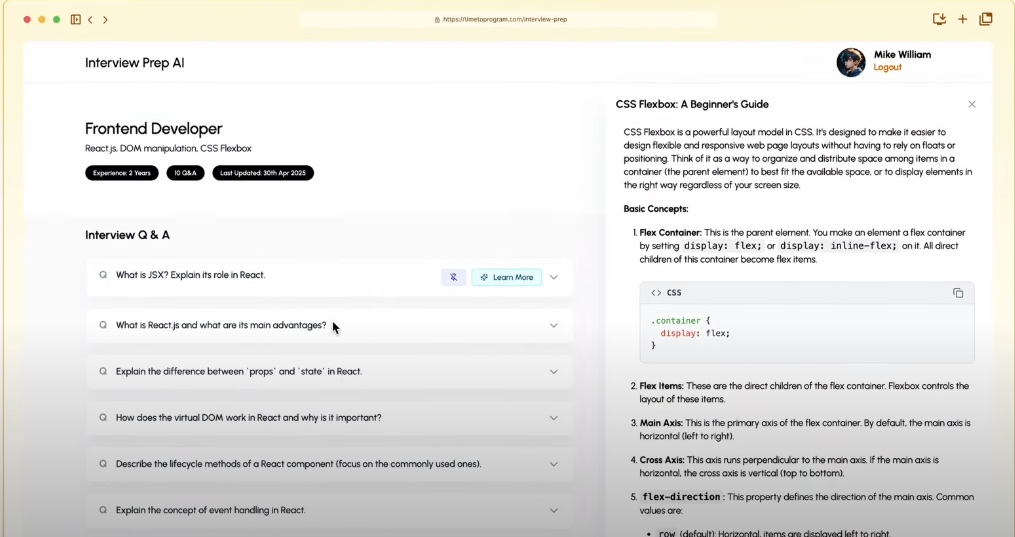 https://timetoprogram.com/interview-prep
Interview Prep AI
Mike William
Logout
Frontend Developer
React.js, DOM manipulation, CSS Flexbox
Experience: 2 Years
10 Q&A
Last Updated: 30th Apr 2025
Interview Q & A
Q What is JSX? Explain its role in React.
Learn More
Q What is React.js and what are its main advantages?
Q Explain the difference between `props` and `state` in React.
Q How does the virtual DOM work in React and why is it important?
Q Describe the lifecycle methods of a React component (focus on the commonly used ones).
Q Explain the concept of event handling in React.
CSS Flexbox: A Beginner's Guide
CSS Flexbox is a powerful layout model in CSS. It's designed to make it easier to
design flexible and responsive web page layouts without having to rely on floats or
positioning. Think of it as a way to organize and distribute space among items in a
container (the parent element) to best fit the available space, or to display elements in
the right way regardless of your screen size.
Basic Concepts:
1. Flex Container: This is the parent element. You make an element a flex container
by setting display: flex; or display: inline-flex; on it. All direct
children of this container become flex items.
<> CSS
.container {
display: flex;
}
2. Flex Items: These are the direct children of the flex container. Flexbox controls the
layout of these items.
3. Main Axis: This is the primary axis of the flex container. By default, the main axis is
horizontal (left to right).
4. Cross Axis: This axis runs perpendicular to the main axis. If the main axis is
horizontal, the cross axis is vertical (top to bottom).
5. flex-direction : This property defines the direction of the main axis. Common
values are:
• row (default): Horizontal, items are displayed left to right.